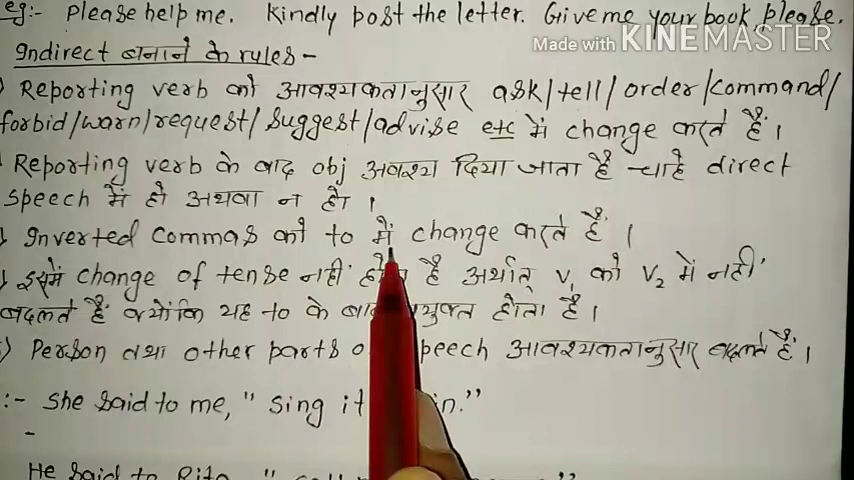 eg:- Please help me. Kindly post the letter. Give me your book please.
Made with KINEMASTER
Indirect बनाने के rules -
Reporting verb को आवश्यकतानुसार ask/tell/order/command/
forbid/warn/request/suggest/advise etc में change करते हैं।
Reporting verb के बाद obj अवश्य दिया जाता है चाहे direct
speech में हो अथवा न हो।
Inverted commas को to में change करते हैं।
इसमें change of tense नहीं है अर्थात् V₁ को V₂ में नहीं
बदलते हैं क्योंकि यह to के होता है।
Person तथा other parts speech आवश्यकतानुसार बदलते हैं।
:- She said to me, " Sing it
He said to